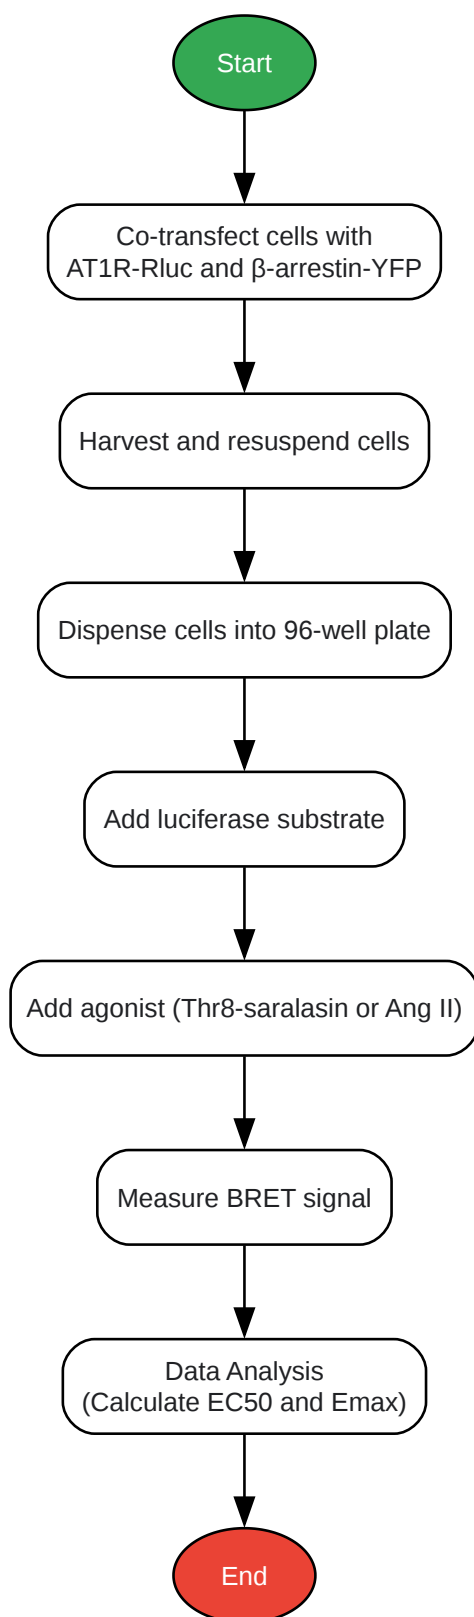 Start
Co-transfect cells with
AT1R-Rluc and β-arrestin-YFP
Harvest and resuspend cells
Dispense cells into 96-well plate
Add luciferase substrate
Add agonist (Thr8-saralasin or Ang II)
Measure BRET signal
Data Analysis
(Calculate EC50 and Emax)
End